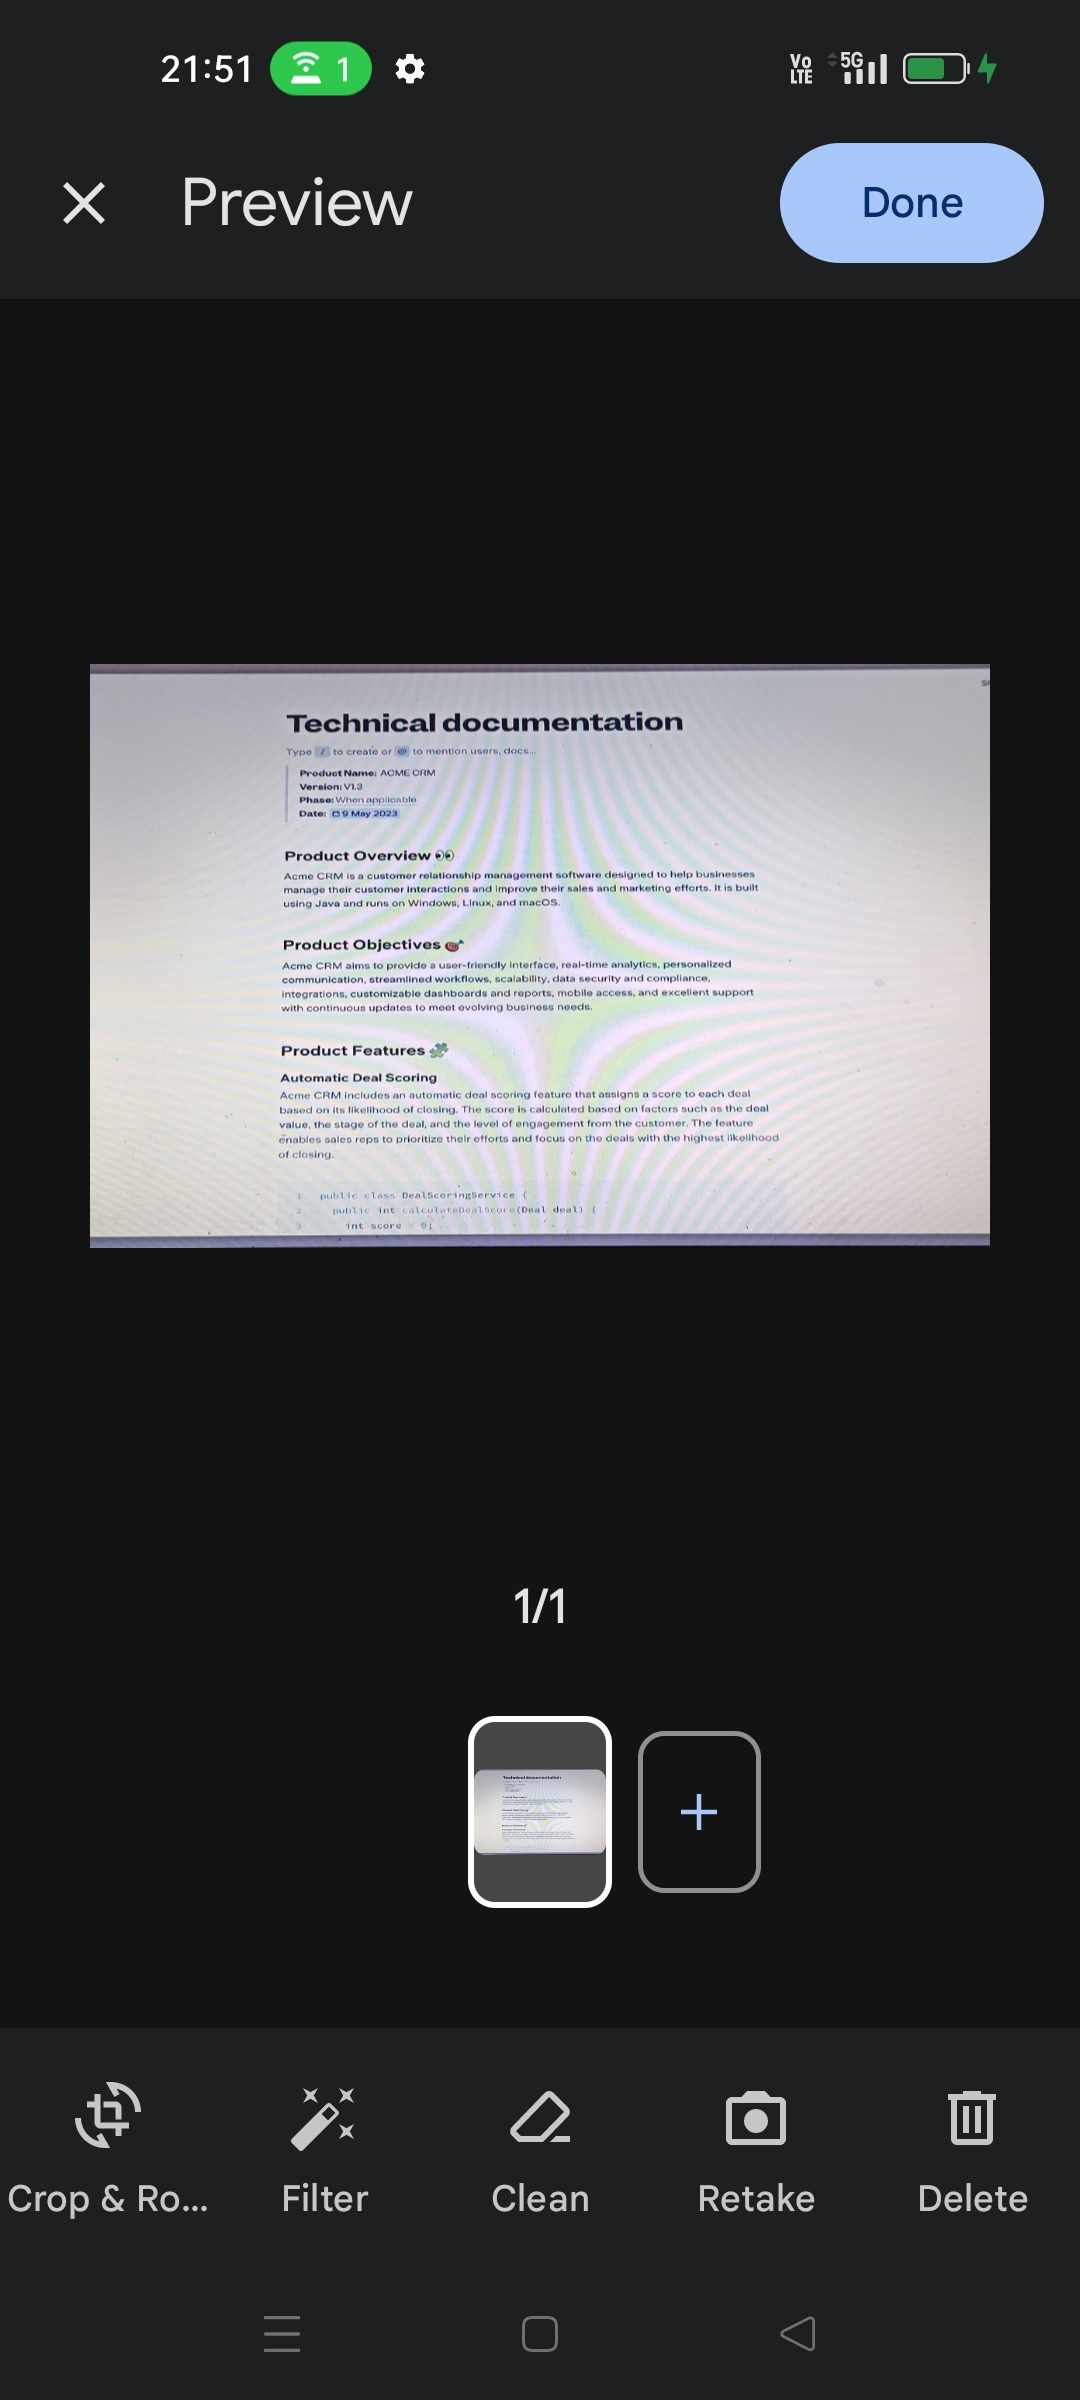 21:51
1
Vo
LTE
5G
Preview
Done
Technical documentation
Type / to create or @ to mention users, docs...
Product Name: ACME CRM
Version: V1.3
Phase: When applicable
Date: 9 May 2023
Product Overview 👀
Acme CRM is a customer relationship management software designed to help businesses
manage their customer interactions and improve their sales and marketing efforts. It is built
using Java and runs on Windows, Linux, and macOS.
Product Objectives 🎯
Acme CRM aims to provide a user-friendly interface, real-time analytics, personalized
communication, streamlined workflows, scalability, data security and compliance,
integrations, customizable dashboards and reports, mobile access, and excellent support
with continuous updates to meet evolving business needs.
Product Features 🧩
Automatic Deal Scoring
Acme CRM includes an automatic deal scoring feature that assigns a score to each deal
based on its likelihood of closing. The score is calculated based on factors such as the deal
value, the stage of the deal, and the level of engagement from the customer. The feature
enables sales reps to prioritize their efforts and focus on the deals with the highest likelihood
of closing.
1 public class DealScoringService {
2 public int calculateDealScore(Deal deal) {
3 int score = 0;
1/1
Crop & Ro...
Filter
Clean
Retake
Delete